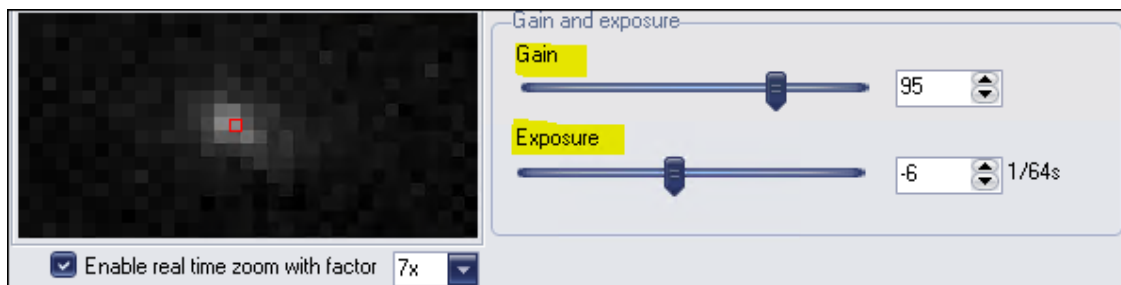 Gain and exposure
Gain
95
Exposure
-6 1/64s
Enable real time zoom with factor 7x